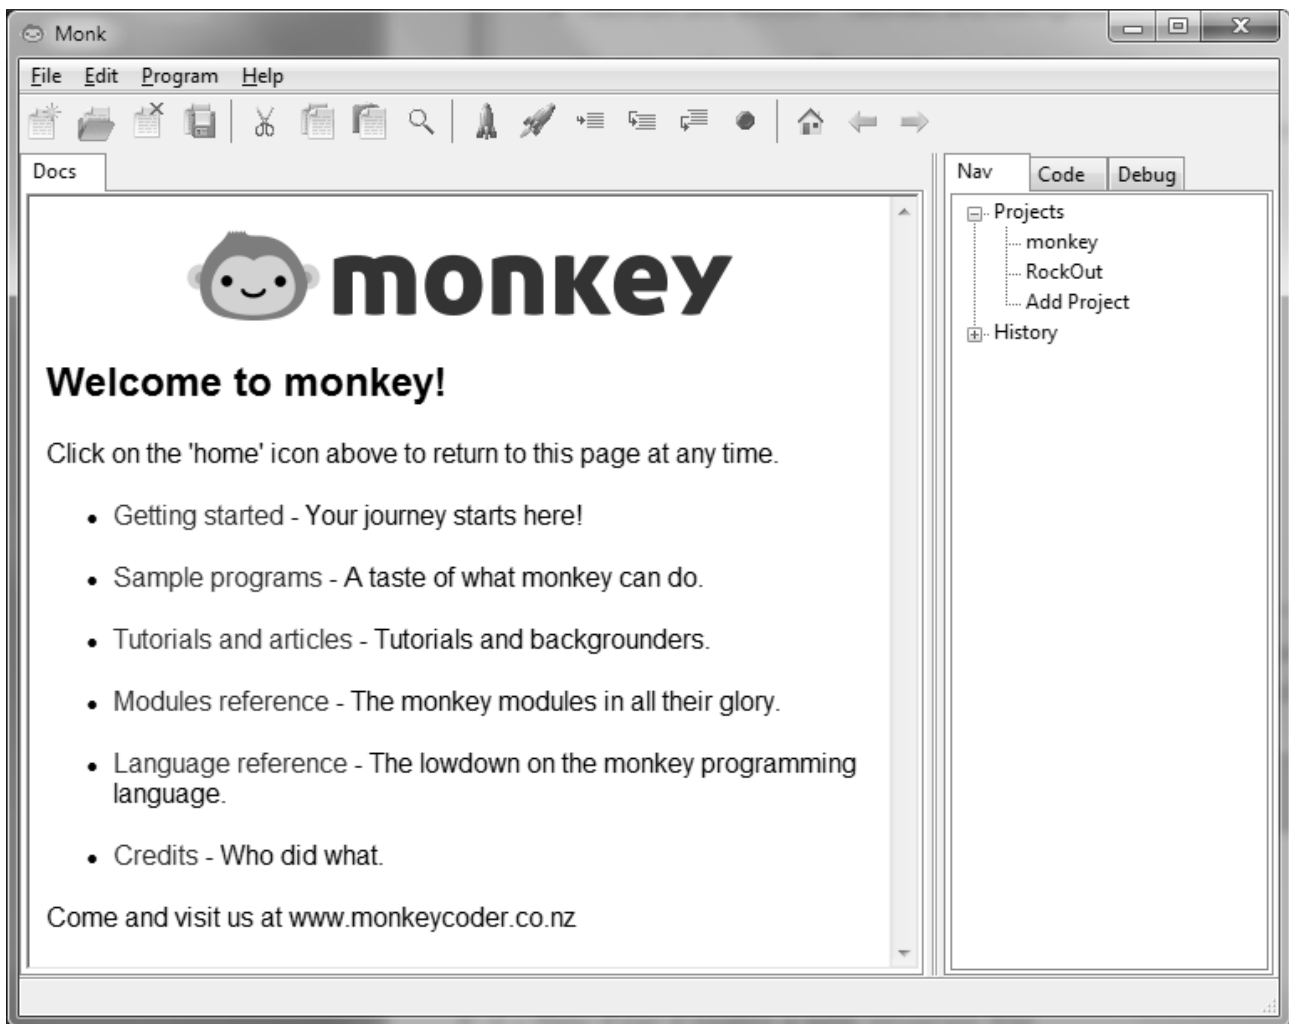 Monk
File Edit Program Help
Docs
Nav Code Debug
monkey
Projects
monkey
RockOut
Add Project
History
Welcome to monkey!
Click on the 'home' icon above to return to this page at any time.
Getting started - Your journey starts here!
Sample programs - A taste of what monkey can do.
Tutorials and articles - Tutorials and backgrounders.
Modules reference - The monkey modules in all their glory.
Language reference - The lowdown on the monkey programming
language.
Credits - Who did what.
Come and visit us at www.monkeycoder.co.nz